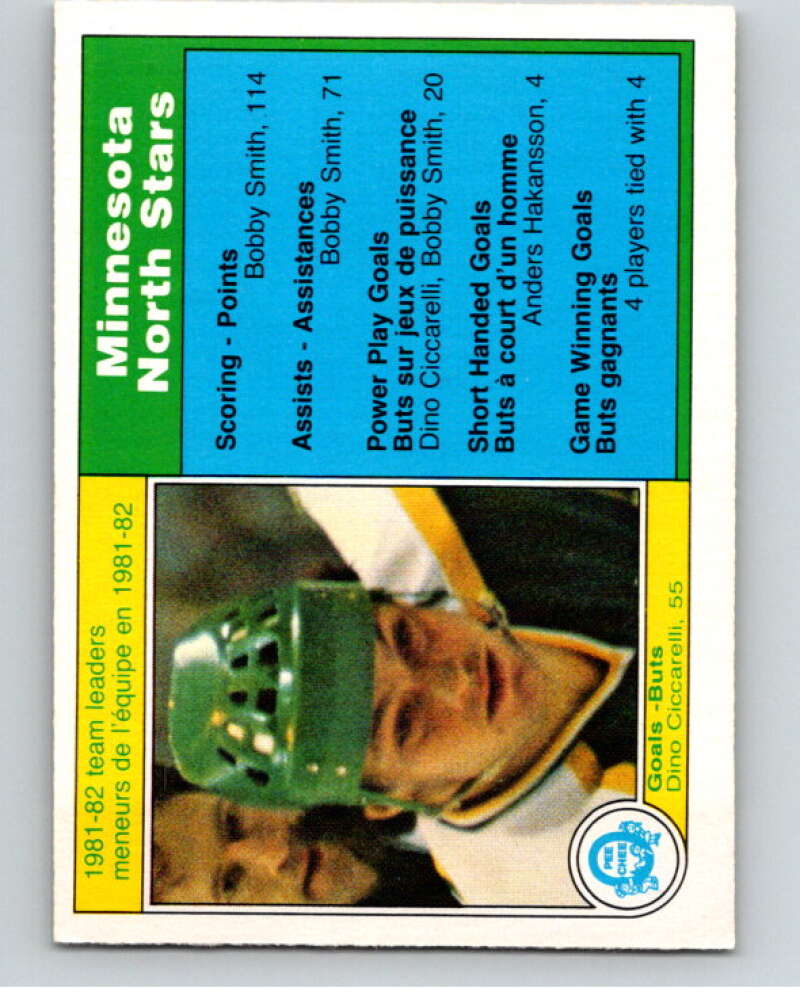 1981-82 team leaders
meneurs de l'équipe en 1981-82
Goals - Buts
Dino Ciccarelli, 55
PEE
CHEE
Minnesota
North Stars
Scoring - Points
Bobby Smith, 114
Assists - Assistances
Bobby Smith, 71
Power Play Goals
Buts sur jeux de puissance
Dino Ciccarelli, Bobby Smith, 20
Short Handed Goals
Buts à court d'un homme
Anders Hakansson, 4
Game Winning Goals
Buts gagnants
4 players tied with 4